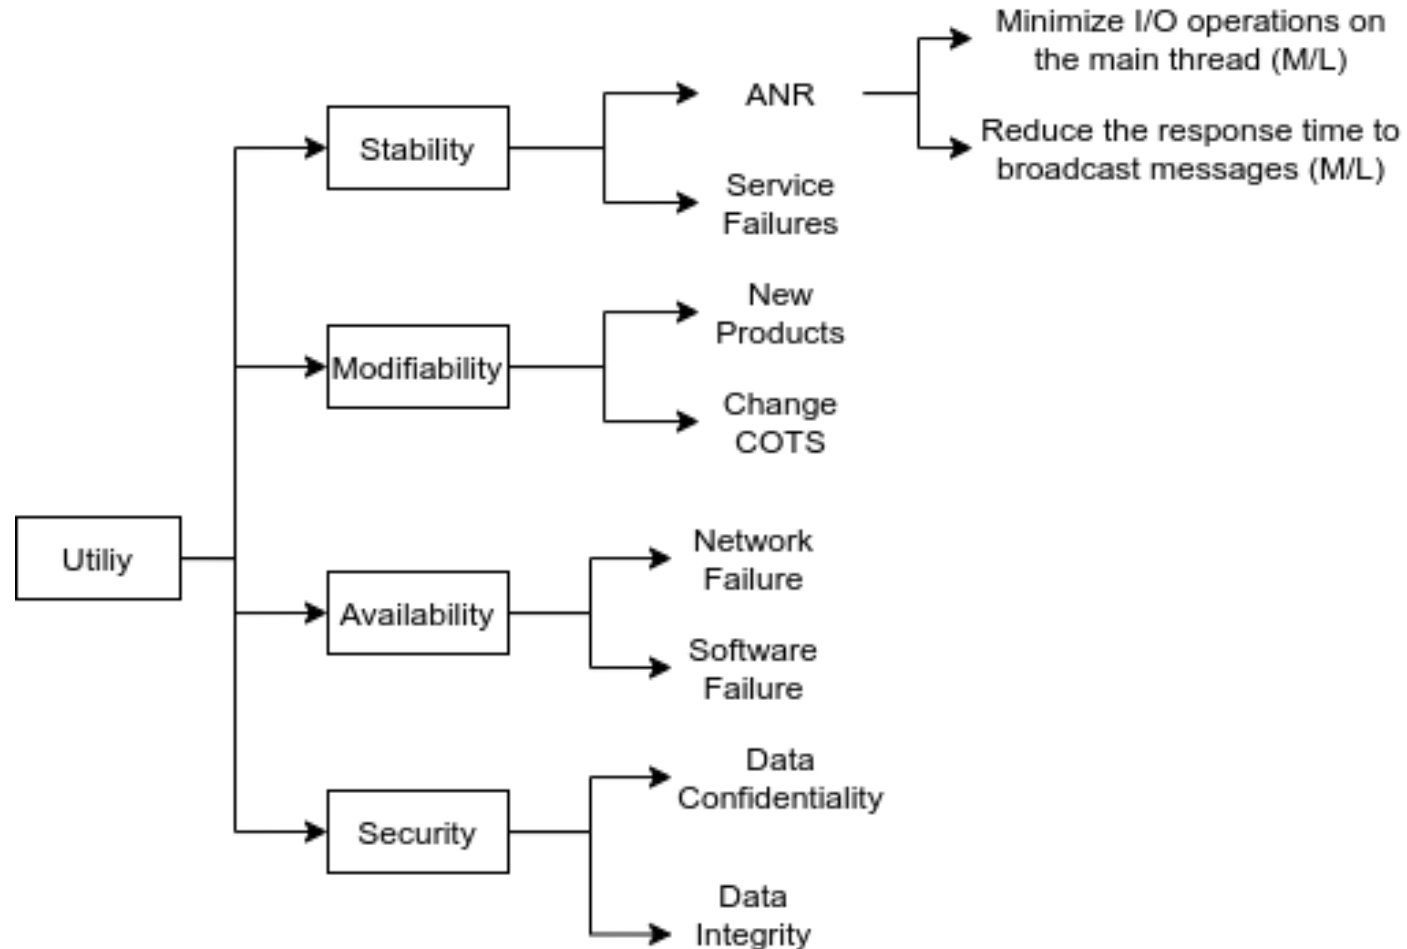 Minimize I/O operations on
the main thread (M/L)
ANR
Reduce the response time to
broadcast messages (M/L)
Stability
Service
Failures
New
Products
Modifiability
Change
COTS
Utiliy
Network
Failure
Availability
Software
Failure
Data
Confidentiality
Security
Data
Integrity